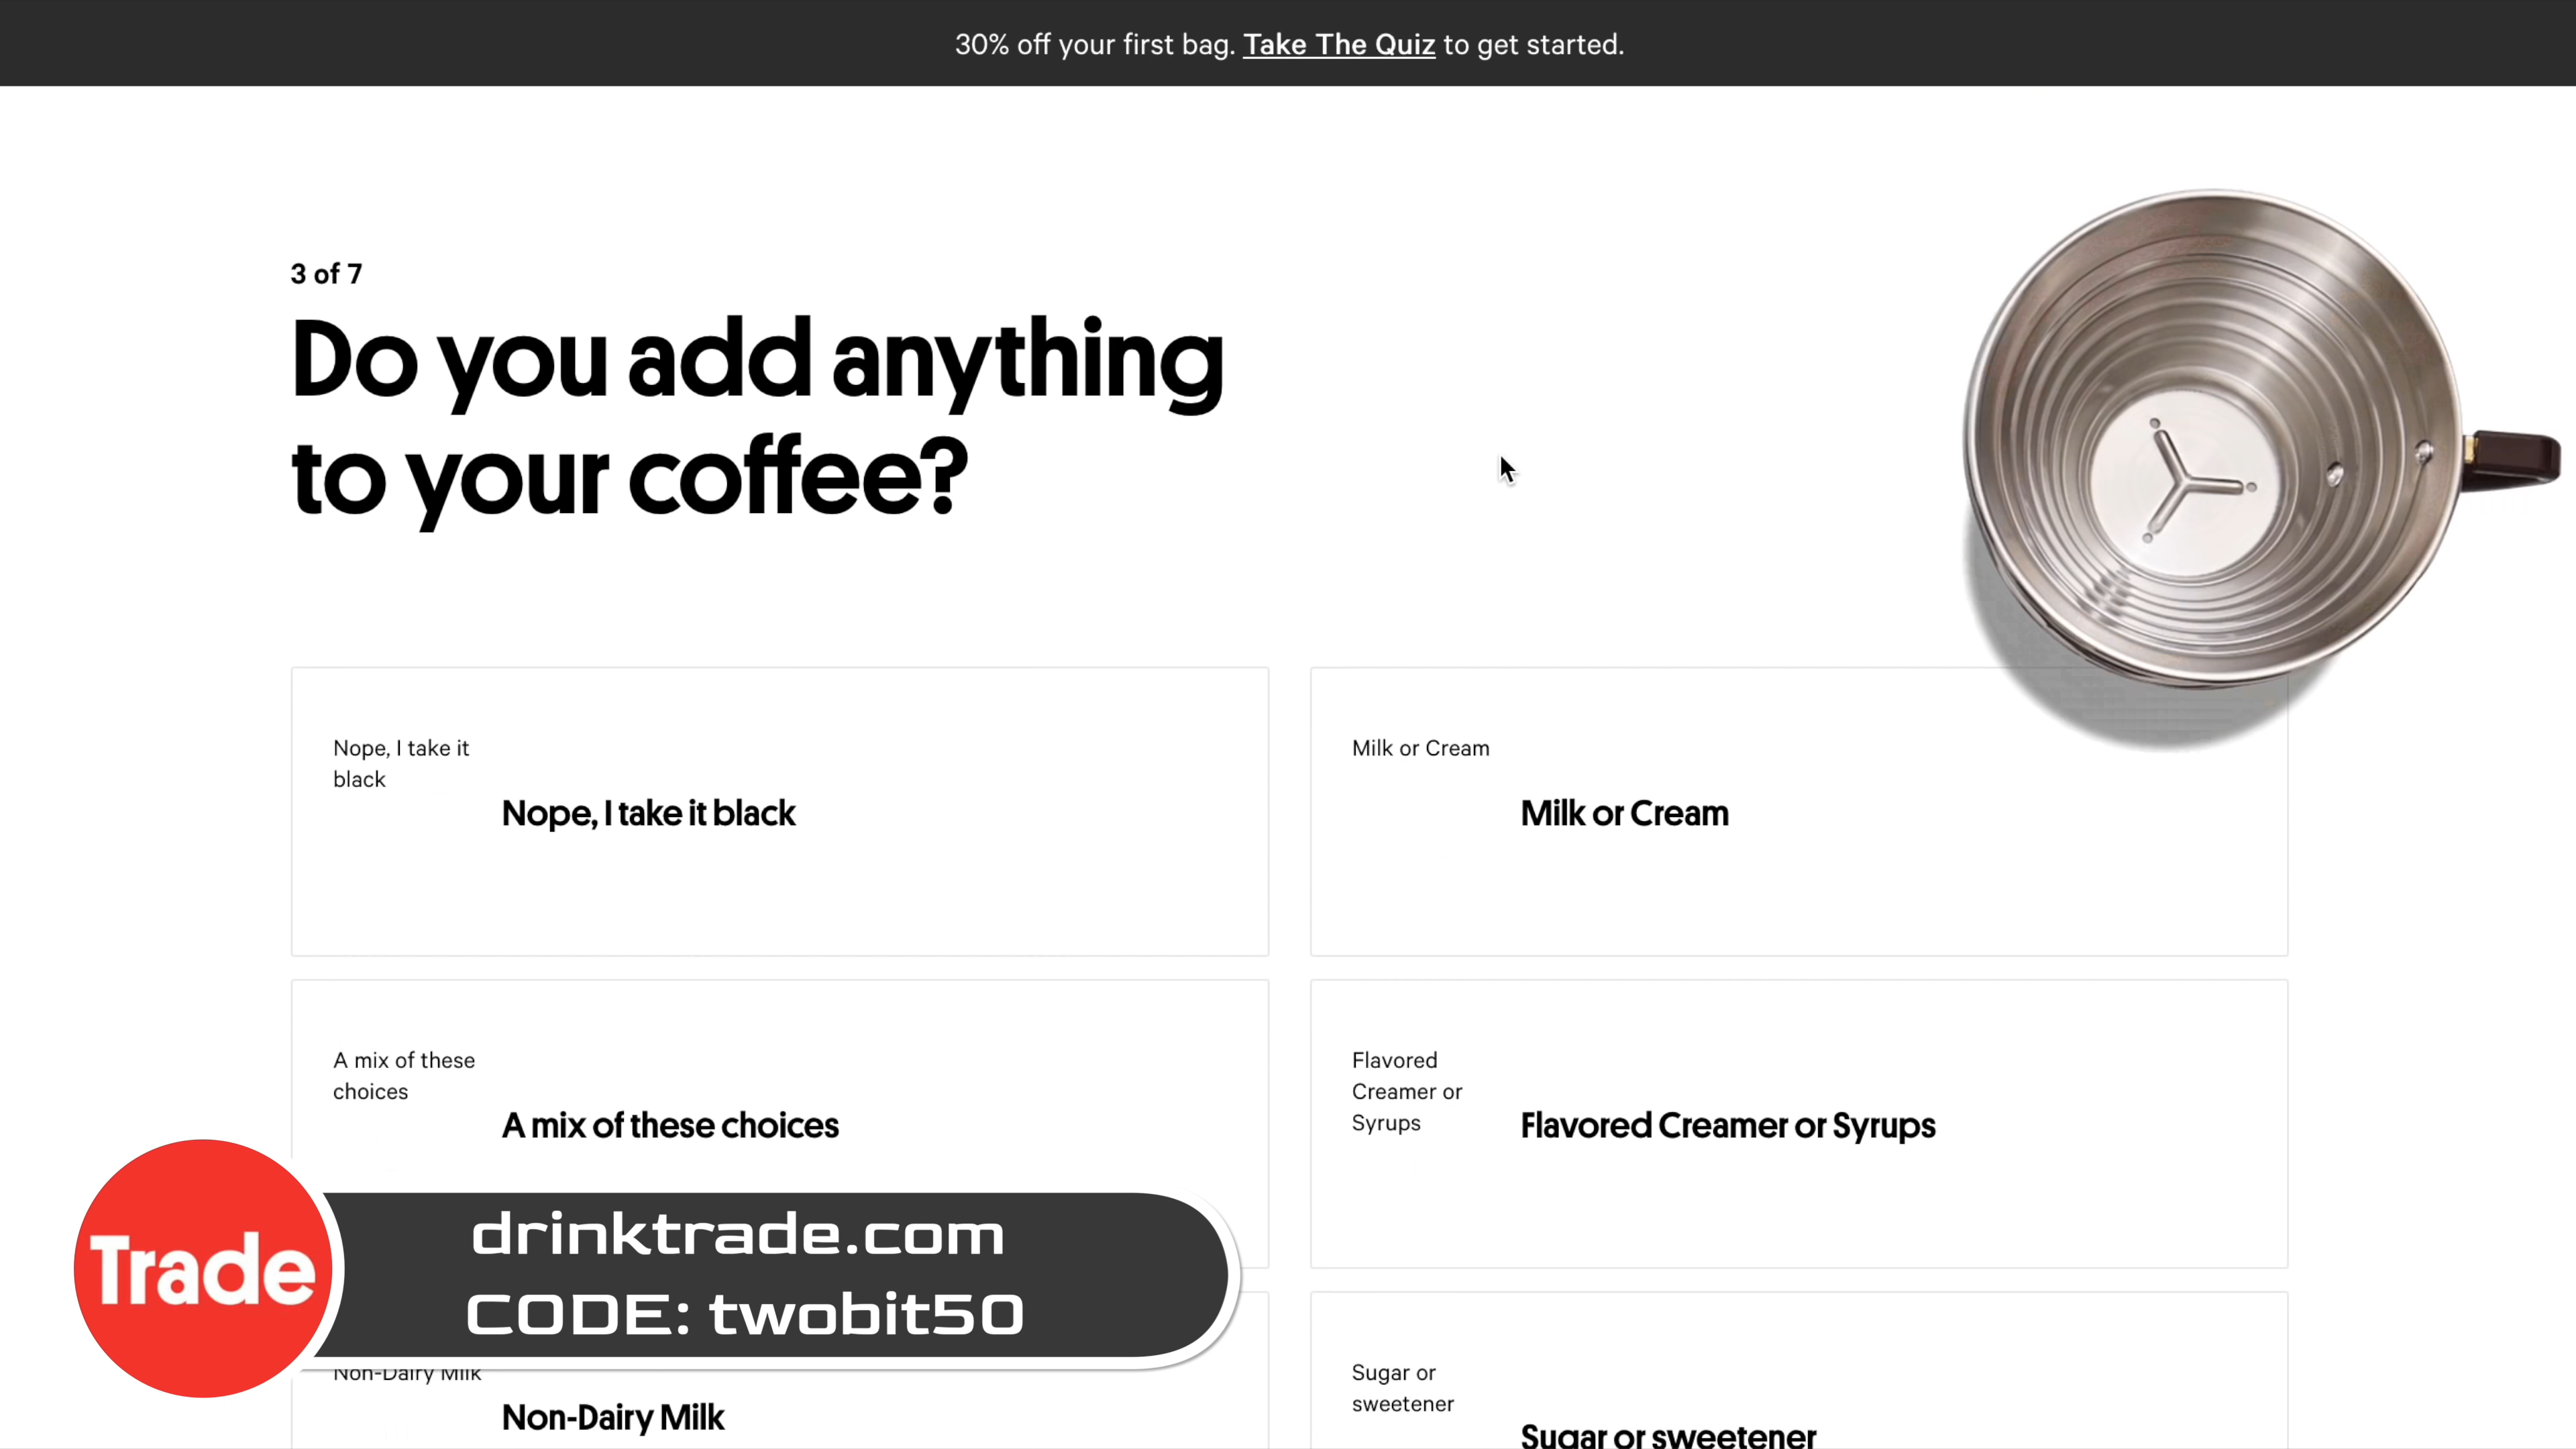 30% off your first bag. Take The Quiz to get started.
3 of 7
Do you add anything
to your coffee?
Nope, I take it
black
Nope, I take it black
Milk or Cream
Milk or Cream
A mix of these
choices
A mix of these choices
Flavored
Creamer or
Syrups
Flavored Creamer or Syrups
Trade
drinktrade.com
CODE: twobit50
Non-Dairy Milk
Non-Dairy Milk
Sugar or
sweetener
Sugar or sweetener